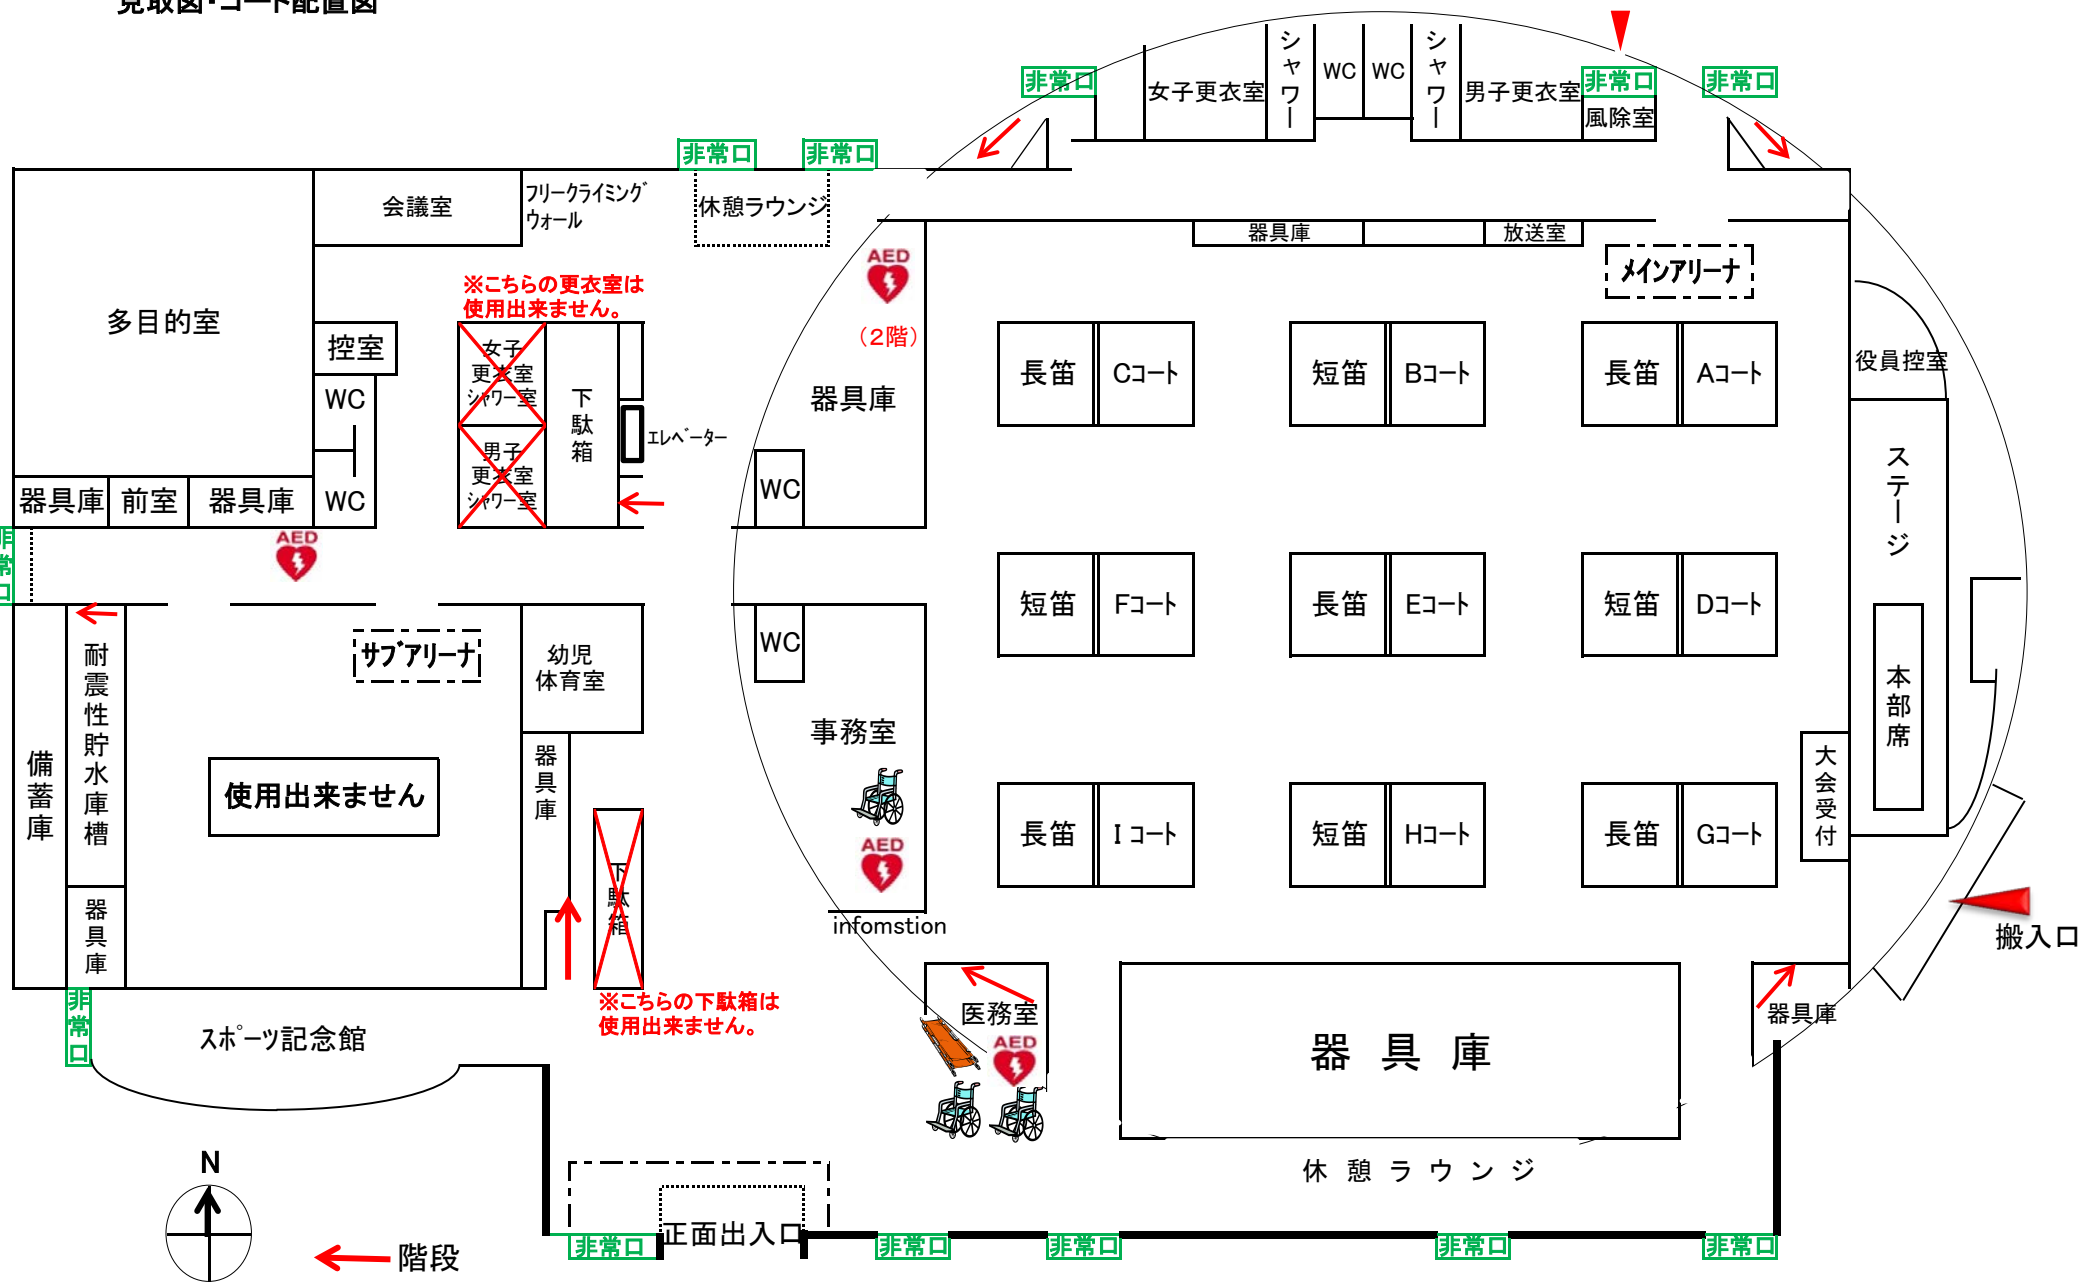 見取図・コート配置図
非常口
女子更衣室
シャワー
WC
WC
シャワー
男子更衣室
非常口
風除室
非常口
非常口
非常口
会議室
フリークライミング
ウォール
休憩ラウンジ
器具庫
放送室
メインアリーナ
AED
(2階)
※こちらの更衣室は
使用出来ません。
多目的室
控室
WC
WC
女子
更衣室
シャワー室
男子
更衣室
シャワー室
下駄箱
エレベーター
器具庫
WC
長笛
Cコート
短笛
Bコート
長笛
Aコート
役員控室
ステージ
器具庫
前室
器具庫
非常口
AED
短笛
Fコート
長笛
Eコート
短笛
Dコート
サブアリーナ
幼児
体育室
WC
耐震性貯水庫槽
備蓄庫
本部席
事務室
器具庫
使用出来ません
大会受付
長笛
Iコート
短笛
Hコート
長笛
Gコート
AED
下駄箱
器具庫
infomstion
搬入口
※こちらの下駄箱は
使用出来ません。
非常口
スポーツ記念館
医務室
AED
器具庫
器具庫
休憩ラウンジ
N
階段
正面出入口
非常口
非常口
非常口
非常口
非常口